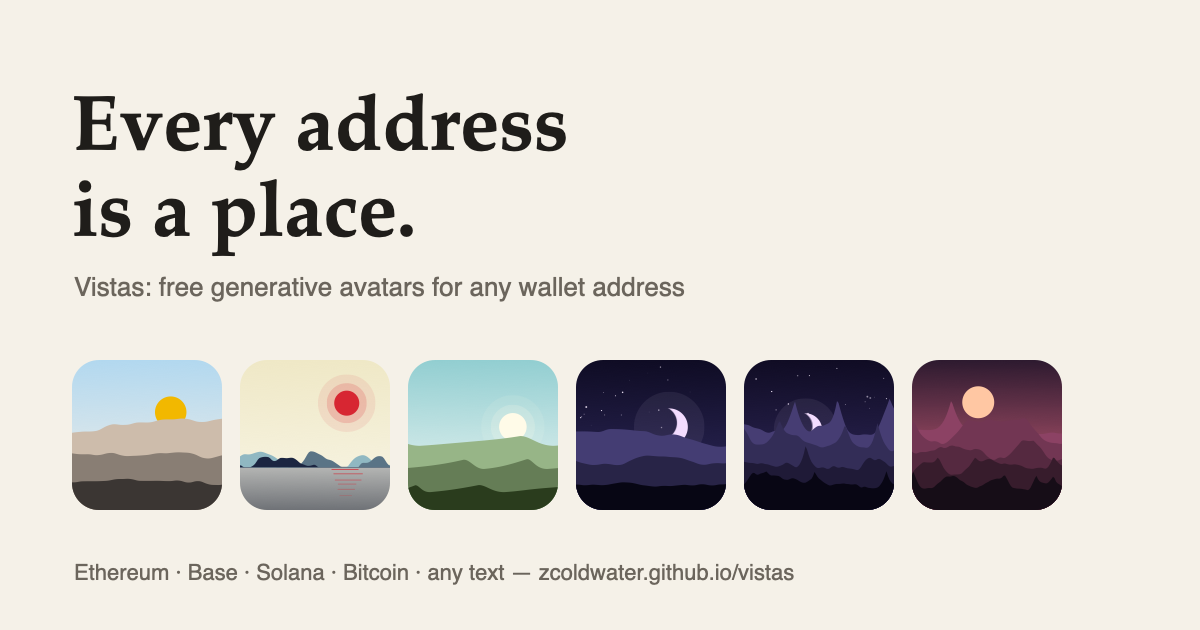 Every address
is a place.
Vistas: free generative avatars for any wallet address
Ethereum · Base · Solana · Bitcoin · any text — zcoldwater.github.io/vistas